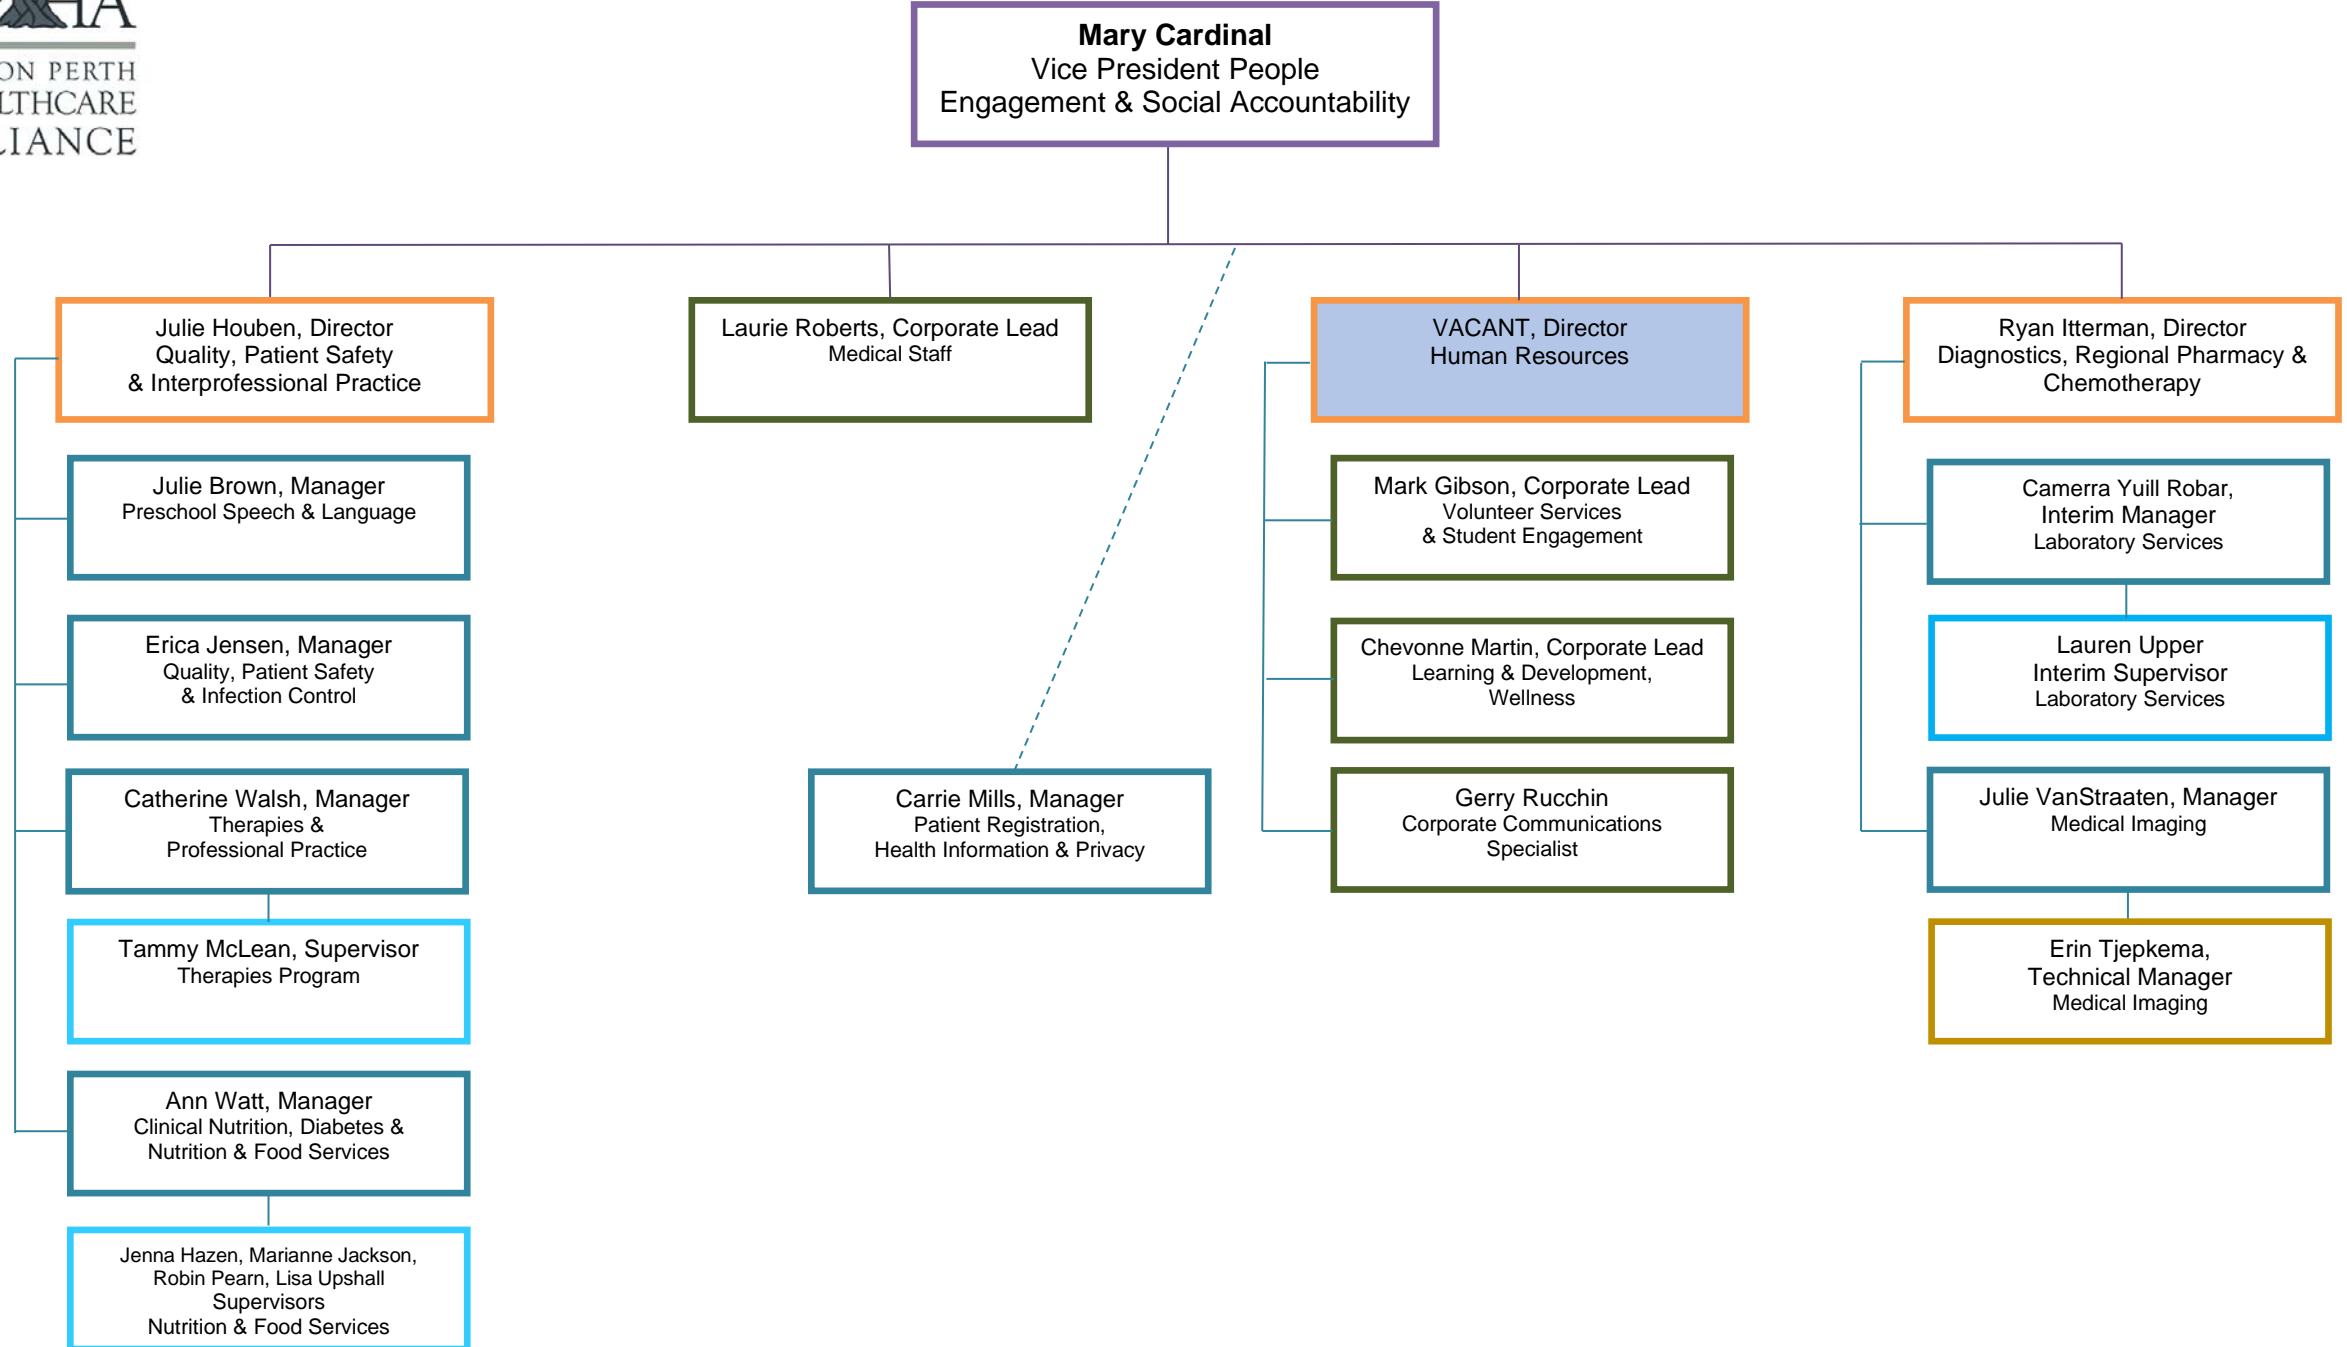 HA
ON PERTH
LTHCARE
LIANCE
Mary Cardinal
Vice President People
Engagement & Social Accountability
Julie Houben, Director
Quality, Patient Safety
& Interprofessional Practice
Laurie Roberts, Corporate Lead
Medical Staff
VACANT, Director
Human Resources
Ryan Itterman, Director
Diagnostics, Regional Pharmacy &
Chemotherapy
Julie Brown, Manager
Preschool Speech & Language
Mark Gibson, Corporate Lead
Volunteer Services
& Student Engagement
Camerra Yuill Robar,
Interim Manager
Laboratory Services
Erica Jensen, Manager
Quality, Patient Safety
& Infection Control
Chevonne Martin, Corporate Lead
Learning & Development,
Wellness
Lauren Upper
Interim Supervisor
Laboratory Services
Catherine Walsh, Manager
Therapies &
Professional Practice
Carrie Mills, Manager
Patient Registration,
Health Information & Privacy
Gerry Rucchin
Corporate Communications
Specialist
Julie VanStraaten, Manager
Medical Imaging
Tammy McLean, Supervisor
Therapies Program
Erin Tjepkema,
Technical Manager
Medical Imaging
Ann Watt, Manager
Clinical Nutrition, Diabetes &
Nutrition & Food Services
Jenna Hazen, Marianne Jackson,
Robin Pearn, Lisa Upshall
Supervisors
Nutrition & Food Services